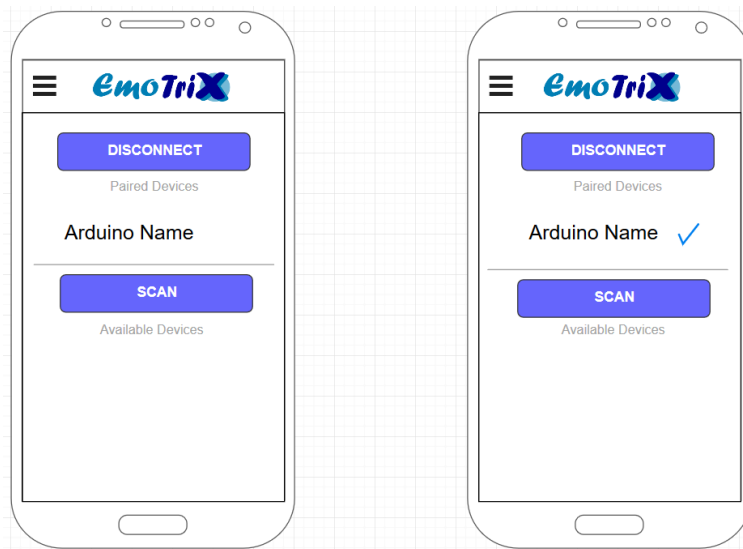 EmoTriX
DISCONNECT
Paired Devices
Arduino Name
SCAN
Available Devices
EmoTriX
DISCONNECT
Paired Devices
Arduino Name
SCAN
Available Devices